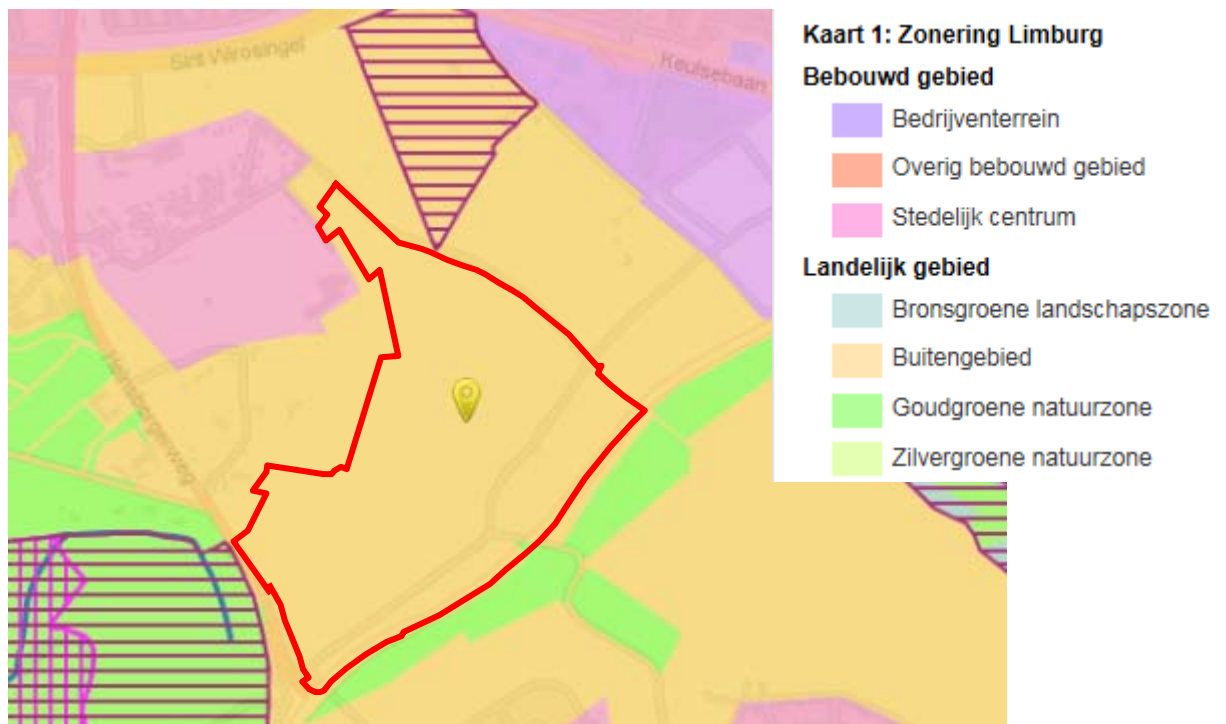 Sint Wirosingel
Keulsebaan
Heinsbergerweg
Kaart 1: Zonering Limburg
Bebouwd gebied
Bedrijventerrein
Overig bebouwd gebied
Stedelijk centrum
Landelijk gebied
Bronsgroene landschapszone
Buitengebied
Goudgroene natuurzone
Zilvergroene natuurzone